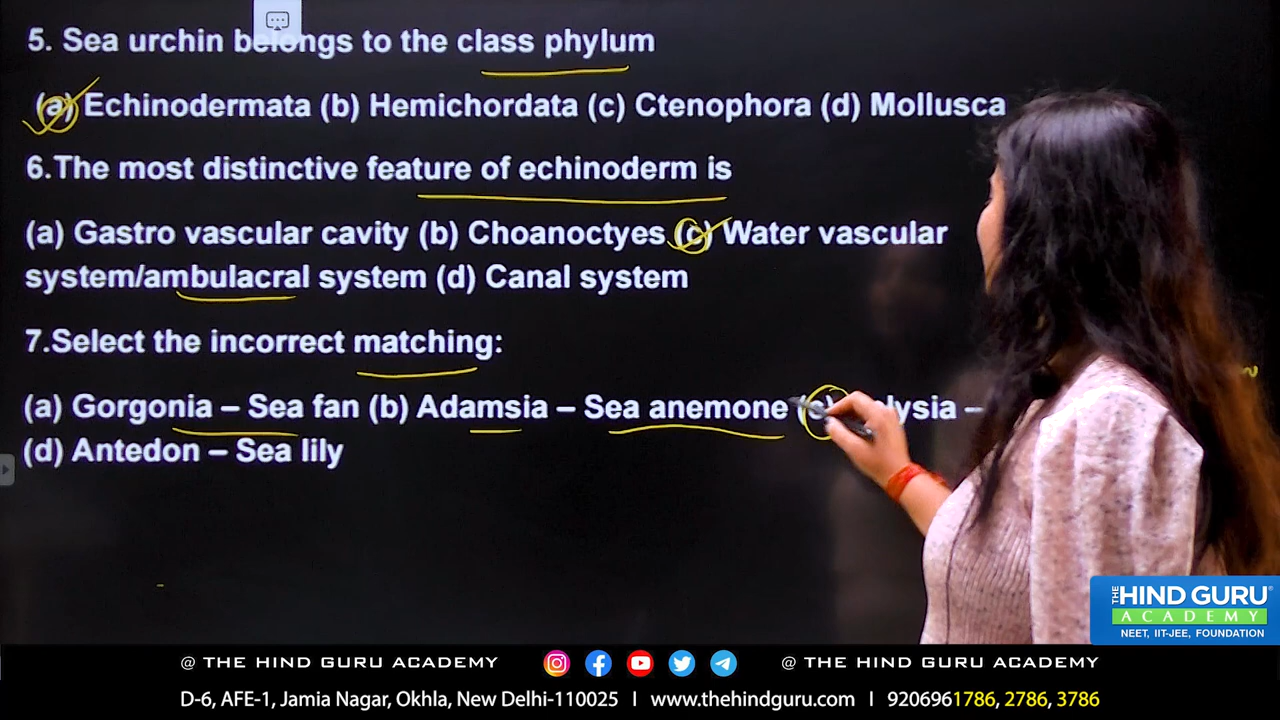 5. Sea urchin belongs to the class phylum
(a) Echinodermata (b) Hemichordata (c) Ctenophora (d) Mollusca
6.The most distinctive feature of echinoderm is
(a) Gastro vascular cavity (b) Choanoctyes (c) Water vascular
system/ambulacral system (d) Canal system
7.Select the incorrect matching:
(a) Gorgonia – Sea fan (b) Adamsia – Sea anemone (c) –
(d) Antedon – Sea lily
THE HIND GURU
ACADEMY
NEET, IIT-JEE, FOUNDATION
@ THE HIND GURU ACADEMY @ THE HIND GURU ACADEMY
D-6, AFE-1, Jamia Nagar, Okhla, New Delhi-110025 I www.thehindguru.com I 9206961786, 2786, 3786